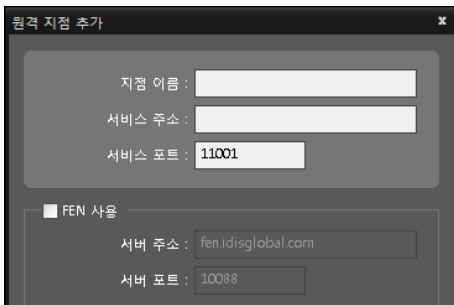 원격 지점 추가 x
지점 이름 :
서비스 주소 :
서비스 포트 : 11001
FEN 사용
서버 주소 : fen.idisglobal.com
서버 포트 : 10088